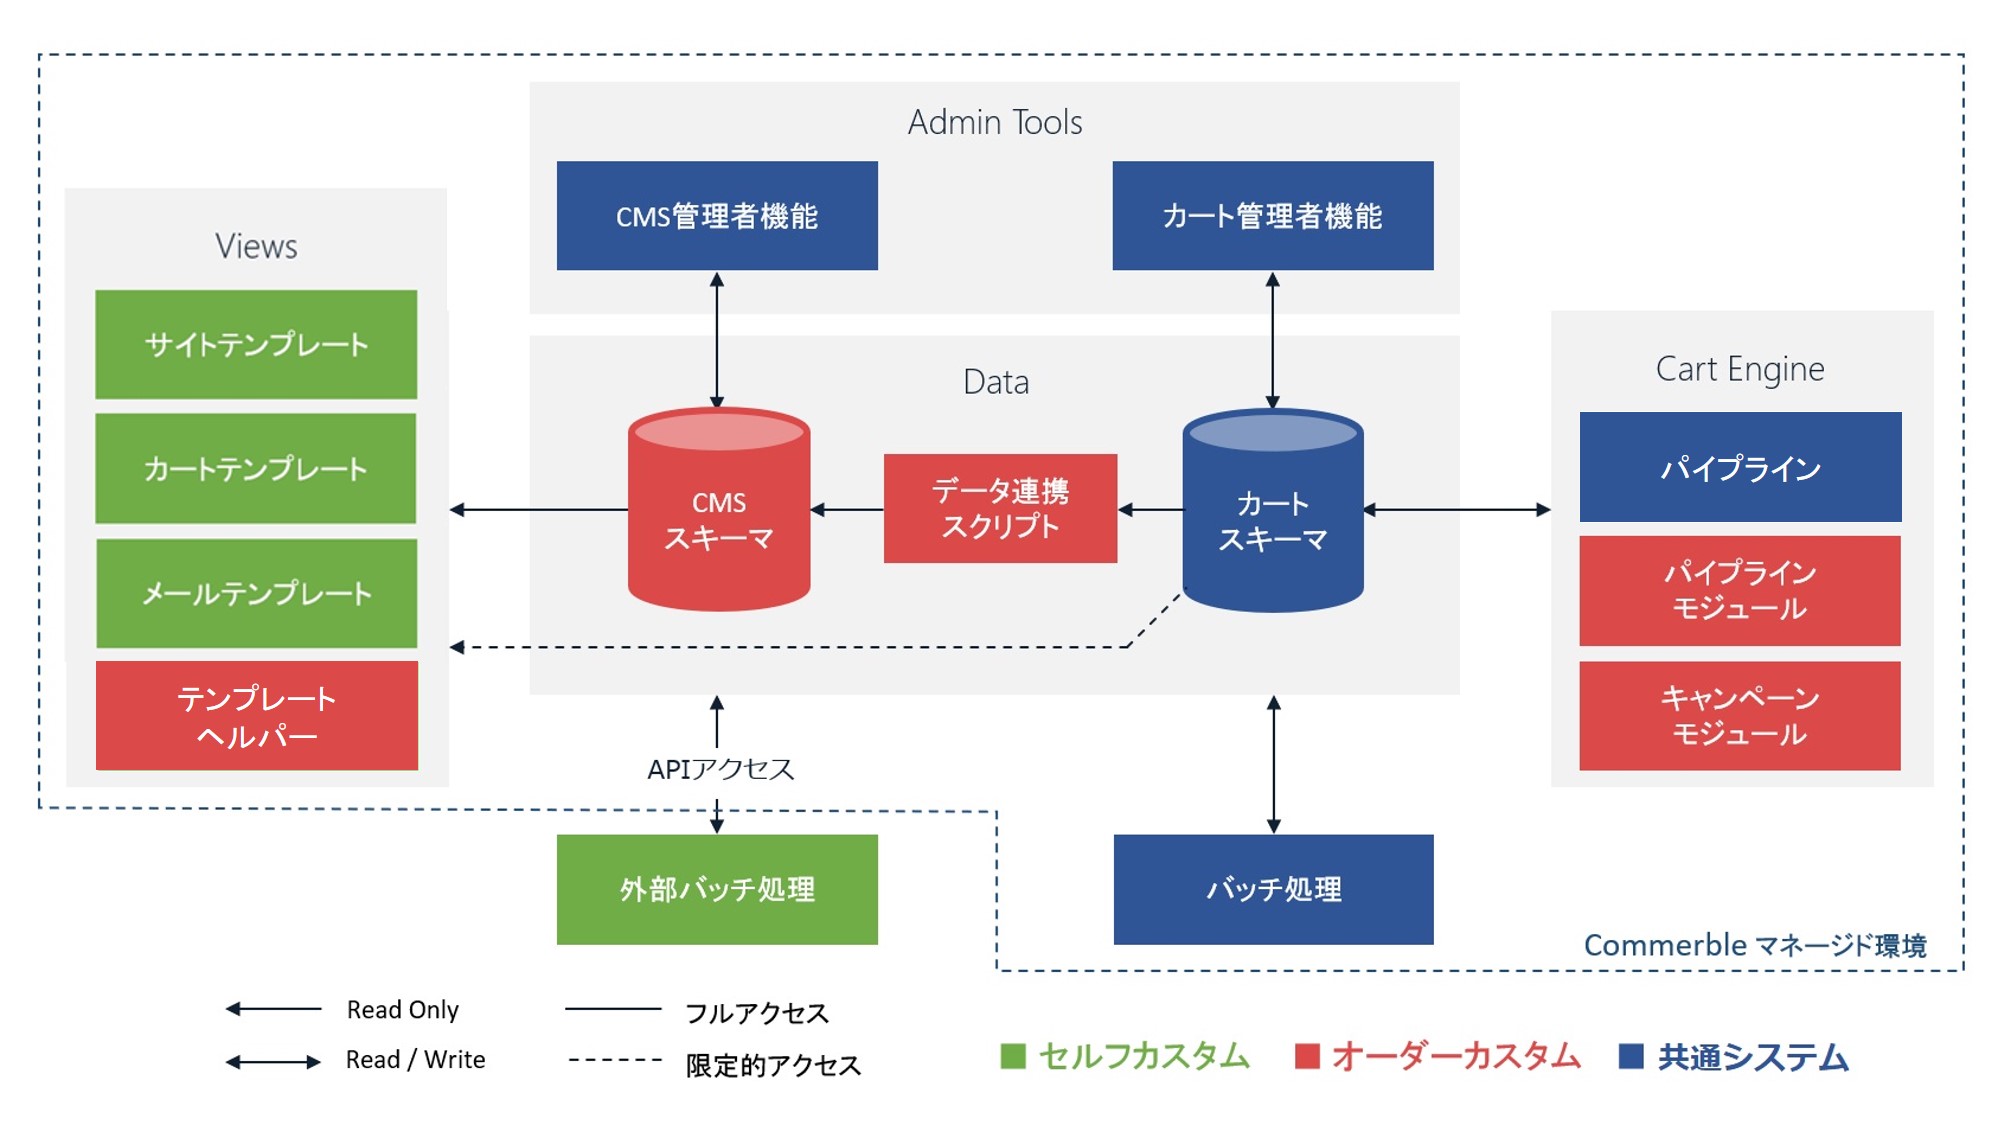 Admin Tools
CMS管理者機能
カート管理者機能
Views
サイトテンプレート
カートテンプレート
メールテンプレート
テンプレート
ヘルパー
Data
CMS
スキーマ
データ連携
スクリプト
カート
スキーマ
Cart Engine
パイプライン
パイプライン
モジュール
キャンペーン
モジュール
APIアクセス
外部バッチ処理
バッチ処理
Commerble マネージド環境
Read Only
フルアクセス
Read / Write
限定的アクセス
セルフカスタム
オーダーカスタム
共通システム